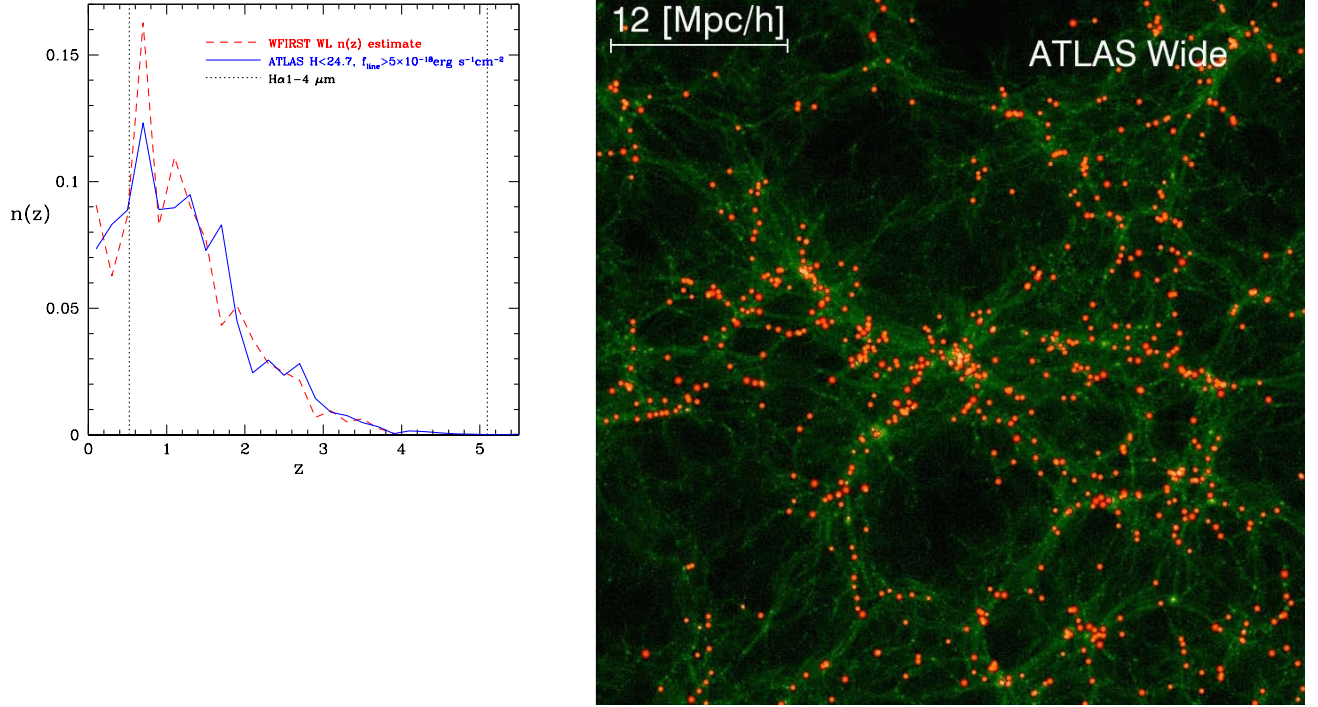 WFIRST WL n(z) estimate
ATLAS H<24.7, f_line>5×10⁻¹⁸erg s⁻¹cm⁻²
Hα1−4 μm
0.15
0.1
n(z)
0.05
0
0 1 2 3 4 5
z
12 [Mpc/h]
ATLAS Wide